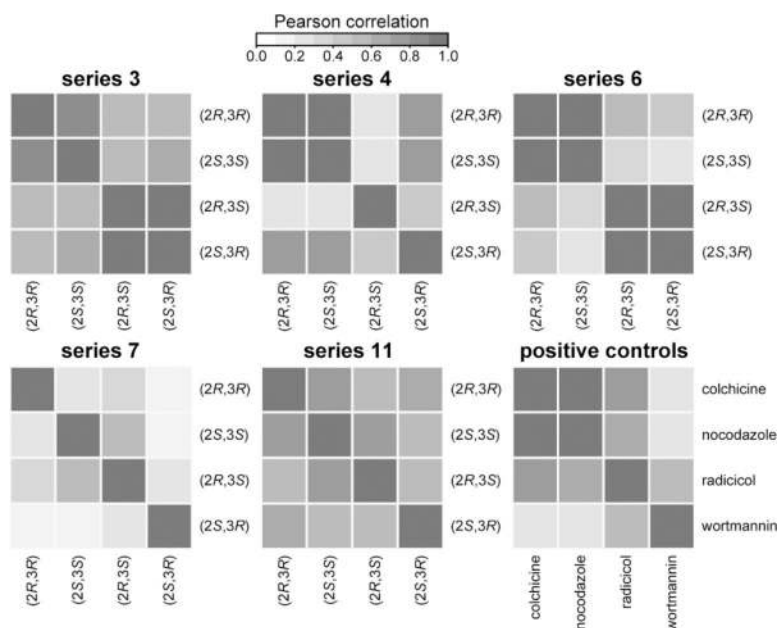 Pearson correlation
0.0 0.2 0.4 0.6 0.8 1.0
series 3
series 4
series 6
(2R,3R)
(2R,3R)
(2R,3R)
(2S,3S)
(2S,3S)
(2S,3S)
(2R,3S)
(2R,3S)
(2R,3S)
(2S,3R)
(2S,3R)
(2S,3R)
(2R,3R)
(2S,3S)
(2R,3S)
(2S,3R)
(2R,3R)
(2S,3S)
(2R,3S)
(2S,3R)
(2R,3R)
(2S,3S)
(2R,3S)
(2S,3R)
series 7
series 11
positive controls
(2R,3R)
(2R,3R)
colchicine
(2S,3S)
(2S,3S)
nocodazole
(2R,3S)
(2R,3S)
radicicol
(2S,3R)
(2S,3R)
wortmannin
(2R,3R)
(2S,3S)
(2R,3S)
(2S,3R)
(2R,3R)
(2S,3S)
(2R,3S)
(2S,3R)
colchicine
nocodazole
radicicol
wortmannin